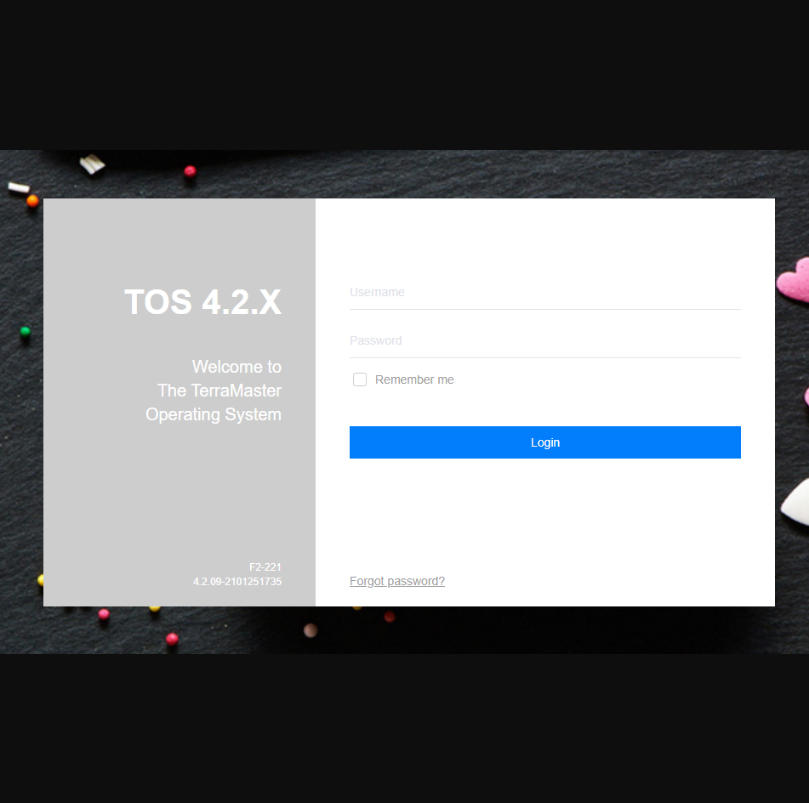 TOS 4.2.X
Welcome to
The TerraMaster
Operating System
F2-221
4.2.09-2101251735
Username
Password
Remember me
Login
Forgot password?